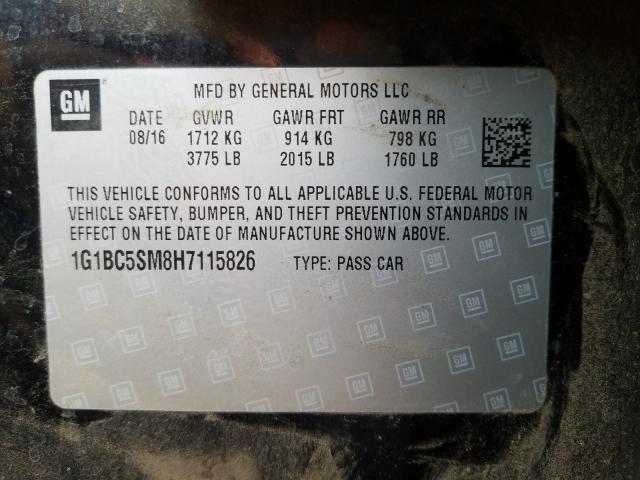 GM
MFD BY GENERAL MOTORS LLC
DATE GVWR GAWR FRT GAWR RR
08/16 1712 KG 914 KG 798 KG
3775 LB 2015 LB 1760 LB
THIS VEHICLE CONFORMS TO ALL APPLICABLE U.S. FEDERAL MOTOR
VEHICLE SAFETY, BUMPER, AND THEFT PREVENTION STANDARDS IN
EFFECT ON THE DATE OF MANUFACTURE SHOWN ABOVE.
1G1BC5SM8H7115826 TYPE: PASS CAR